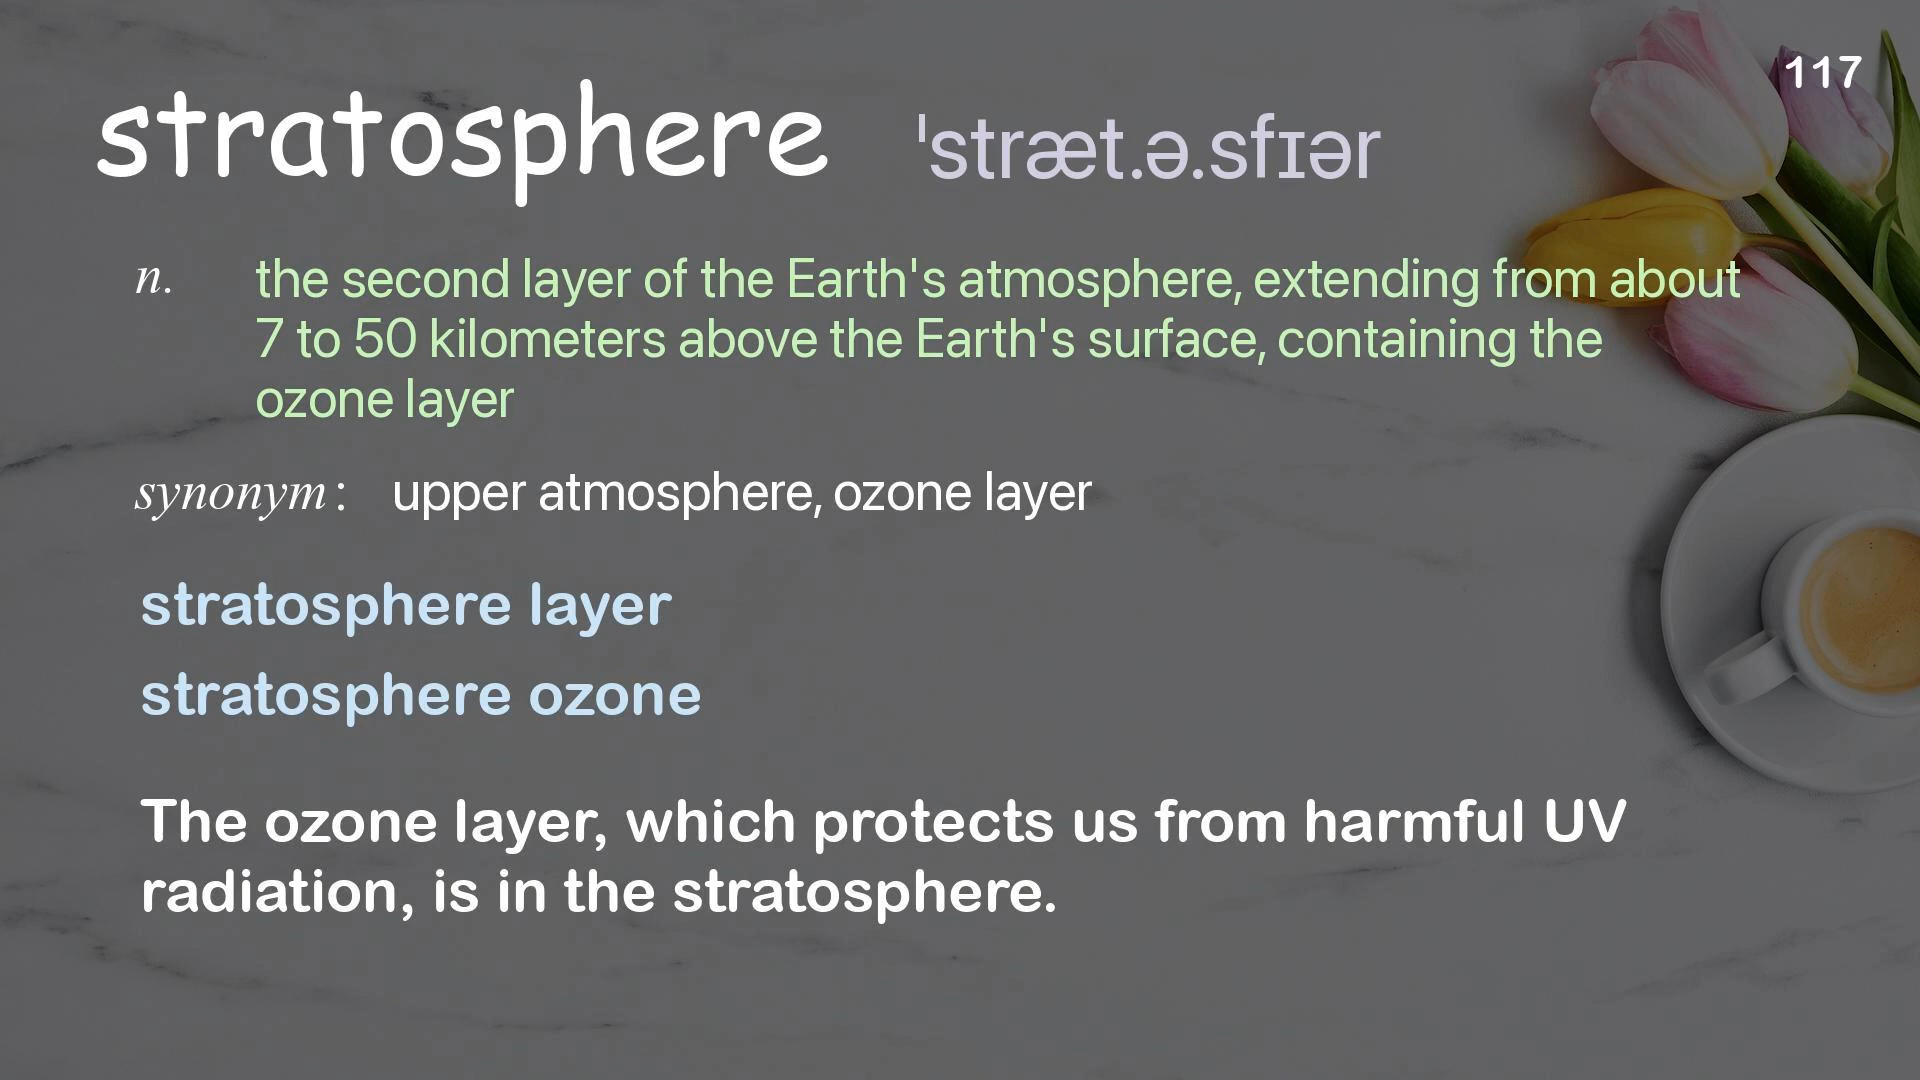 117
stratosphere ˈstræt.ə.sfɪər
n. the second layer of the Earth's atmosphere, extending from about
7 to 50 kilometers above the Earth's surface, containing the
ozone layer
synonym: upper atmosphere, ozone layer
stratosphere layer
stratosphere ozone
The ozone layer, which protects us from harmful UV
radiation, is in the stratosphere.